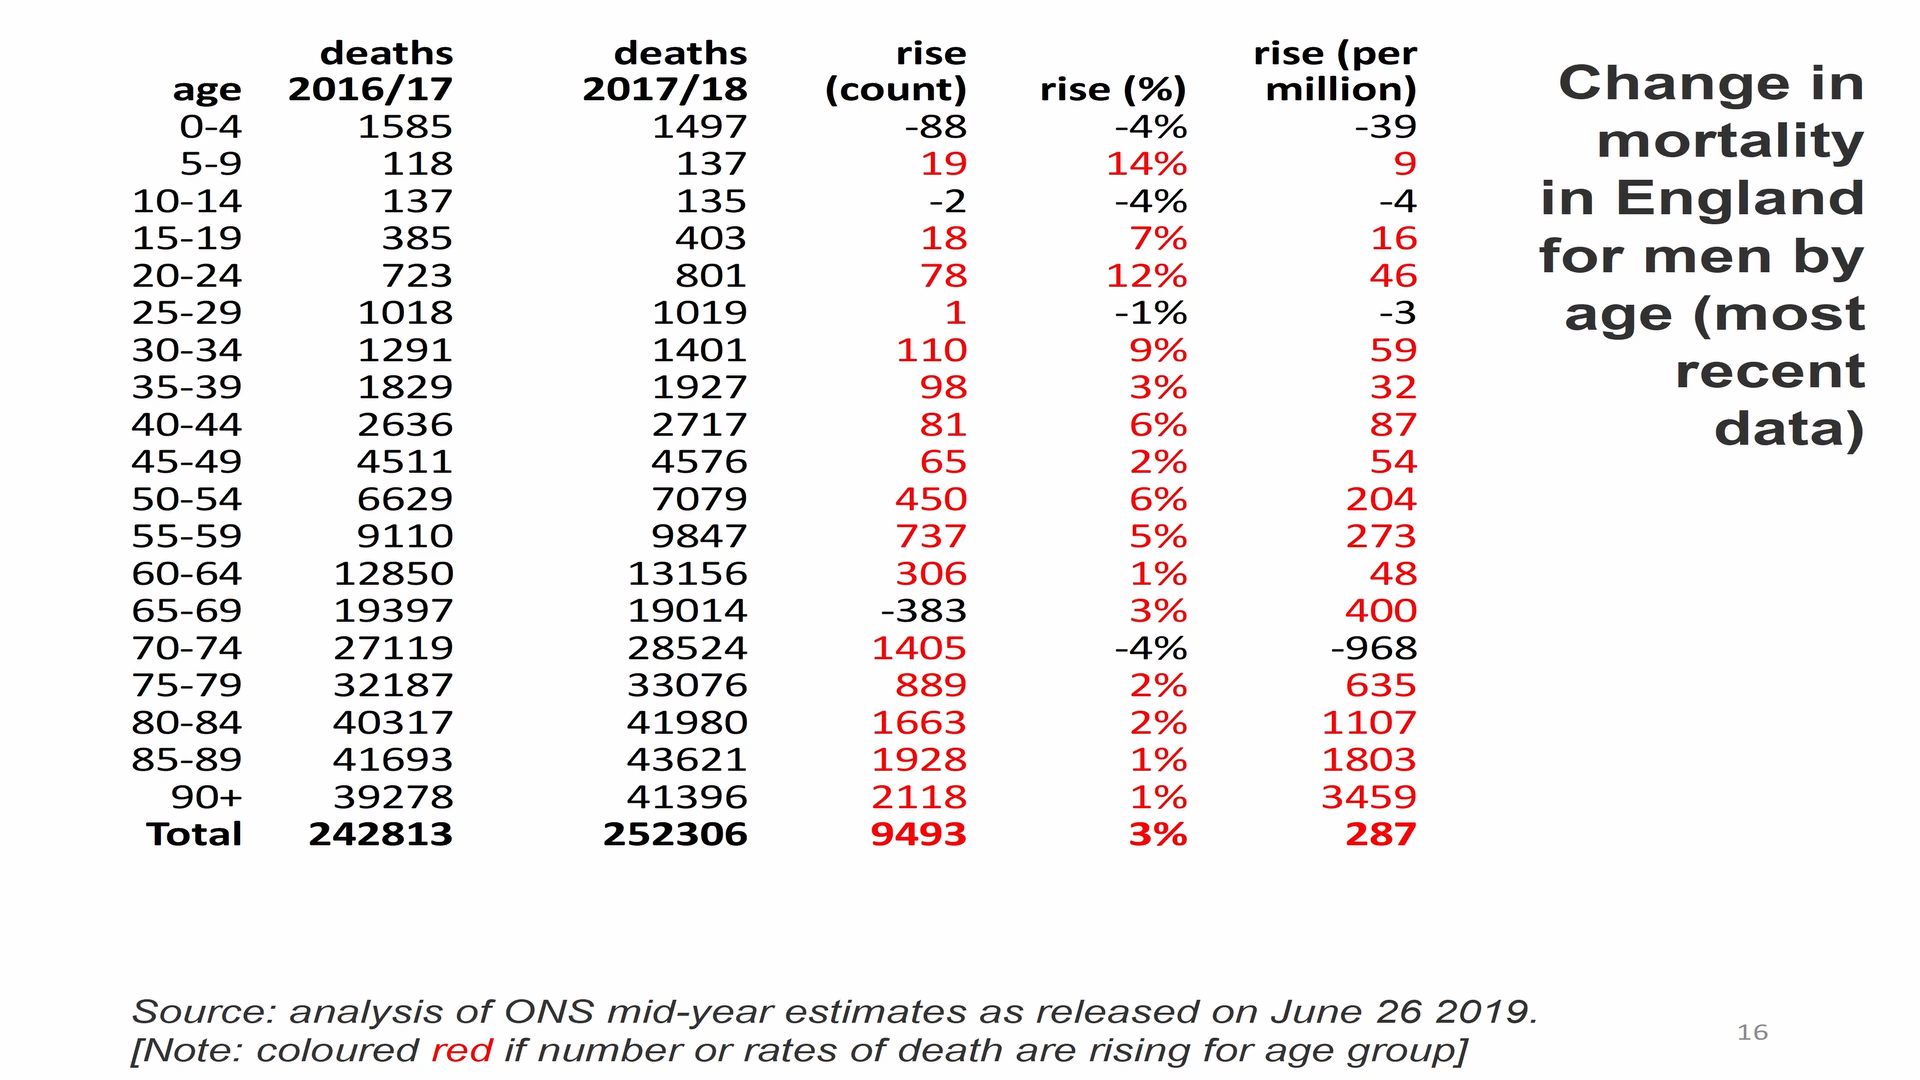 deaths deaths rise rise (per
age 2016/17 2017/18 (count) rise (%) million)
0-4 1585 1497 -88 -4% -39
5-9 118 137 19 14% 9
10-14 137 135 -2 -4% -4
15-19 385 403 18 7% 16
20-24 723 801 78 12% 46
25-29 1018 1019 1 -1% -3
30-34 1291 1401 110 9% 59
35-39 1829 1927 98 3% 32
40-44 2636 2717 81 6% 87
45-49 4511 4576 65 2% 54
50-54 6629 7079 450 6% 204
55-59 9110 9847 737 5% 273
60-64 12850 13156 306 1% 48
65-69 19397 19014 -383 3% 400
70-74 27119 28524 1405 -4% -968
75-79 32187 33076 889 2% 635
80-84 40317 41980 1663 2% 1107
85-89 41693 43621 1928 1% 1803
90+ 39278 41396 2118 1% 3459
Total 242813 252306 9493 3% 287
Change in
mortality
in England
for men by
age (most
recent
data)
Source: analysis of ONS mid-year estimates as released on June 26 2019.
[Note: coloured red if number or rates of death are rising for age group]
16